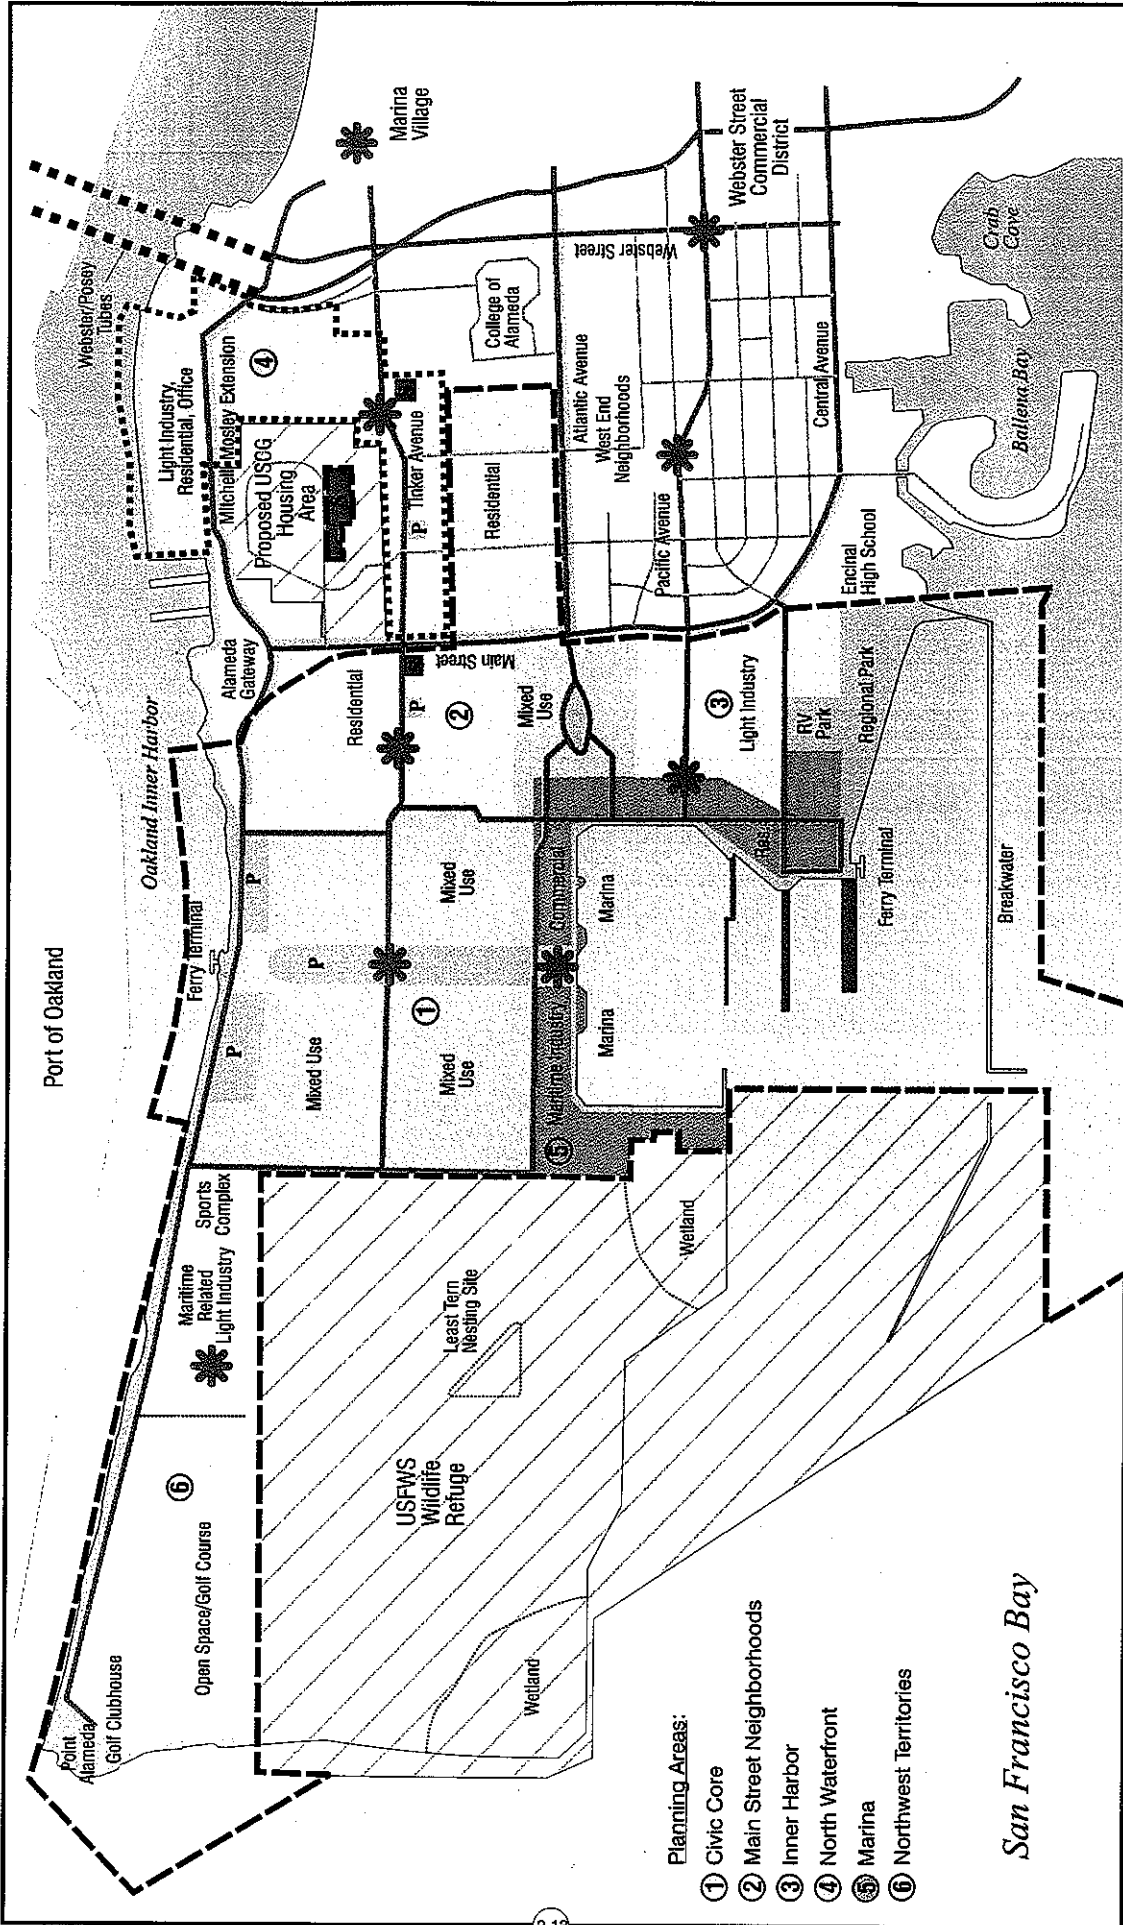 Port of Oakland
Oakland Inner Harbor
Webster/Posey
Tubes
Marina
Village
Light Industry,
Residential, Office
Mitchell Mosley Extension
4
Proposed USCG
Housing
Area
Alameda
Gateway
Ferry Terminal
P
P
P
Point
Alameda
Golf Clubhouse
Open Space/Golf Course
6
Maritime
Related
Light Industry
Sports
Complex
Mixed Use
Mixed
Use
Mixed
Use
1
Residential
P
2
Main Street
P
Tinker Avenue
Residential
College of
Alameda
Atlantic Avenue
West End
Neighborhoods
Webster Street
Webster Street
Commercial
District
Pacific Avenue
Central Avenue
Mixed
Use
3
Light Industry
5
Maritime Industry
Commercial
Marina
Marina
RV
Park
Regional Park
Ferry Terminal
Breakwater
Encinal
High School
Ballena Bay
Crab
Cove
USFWS
Wildlife
Refuge
Least Tern
Nesting Site
Wetland
Wetland
Planning Areas:
1 Civic Core
2 Main Street Neighborhoods
3 Inner Harbor
4 North Waterfront
5 Marina
6 Northwest Territories
San Francisco Bay